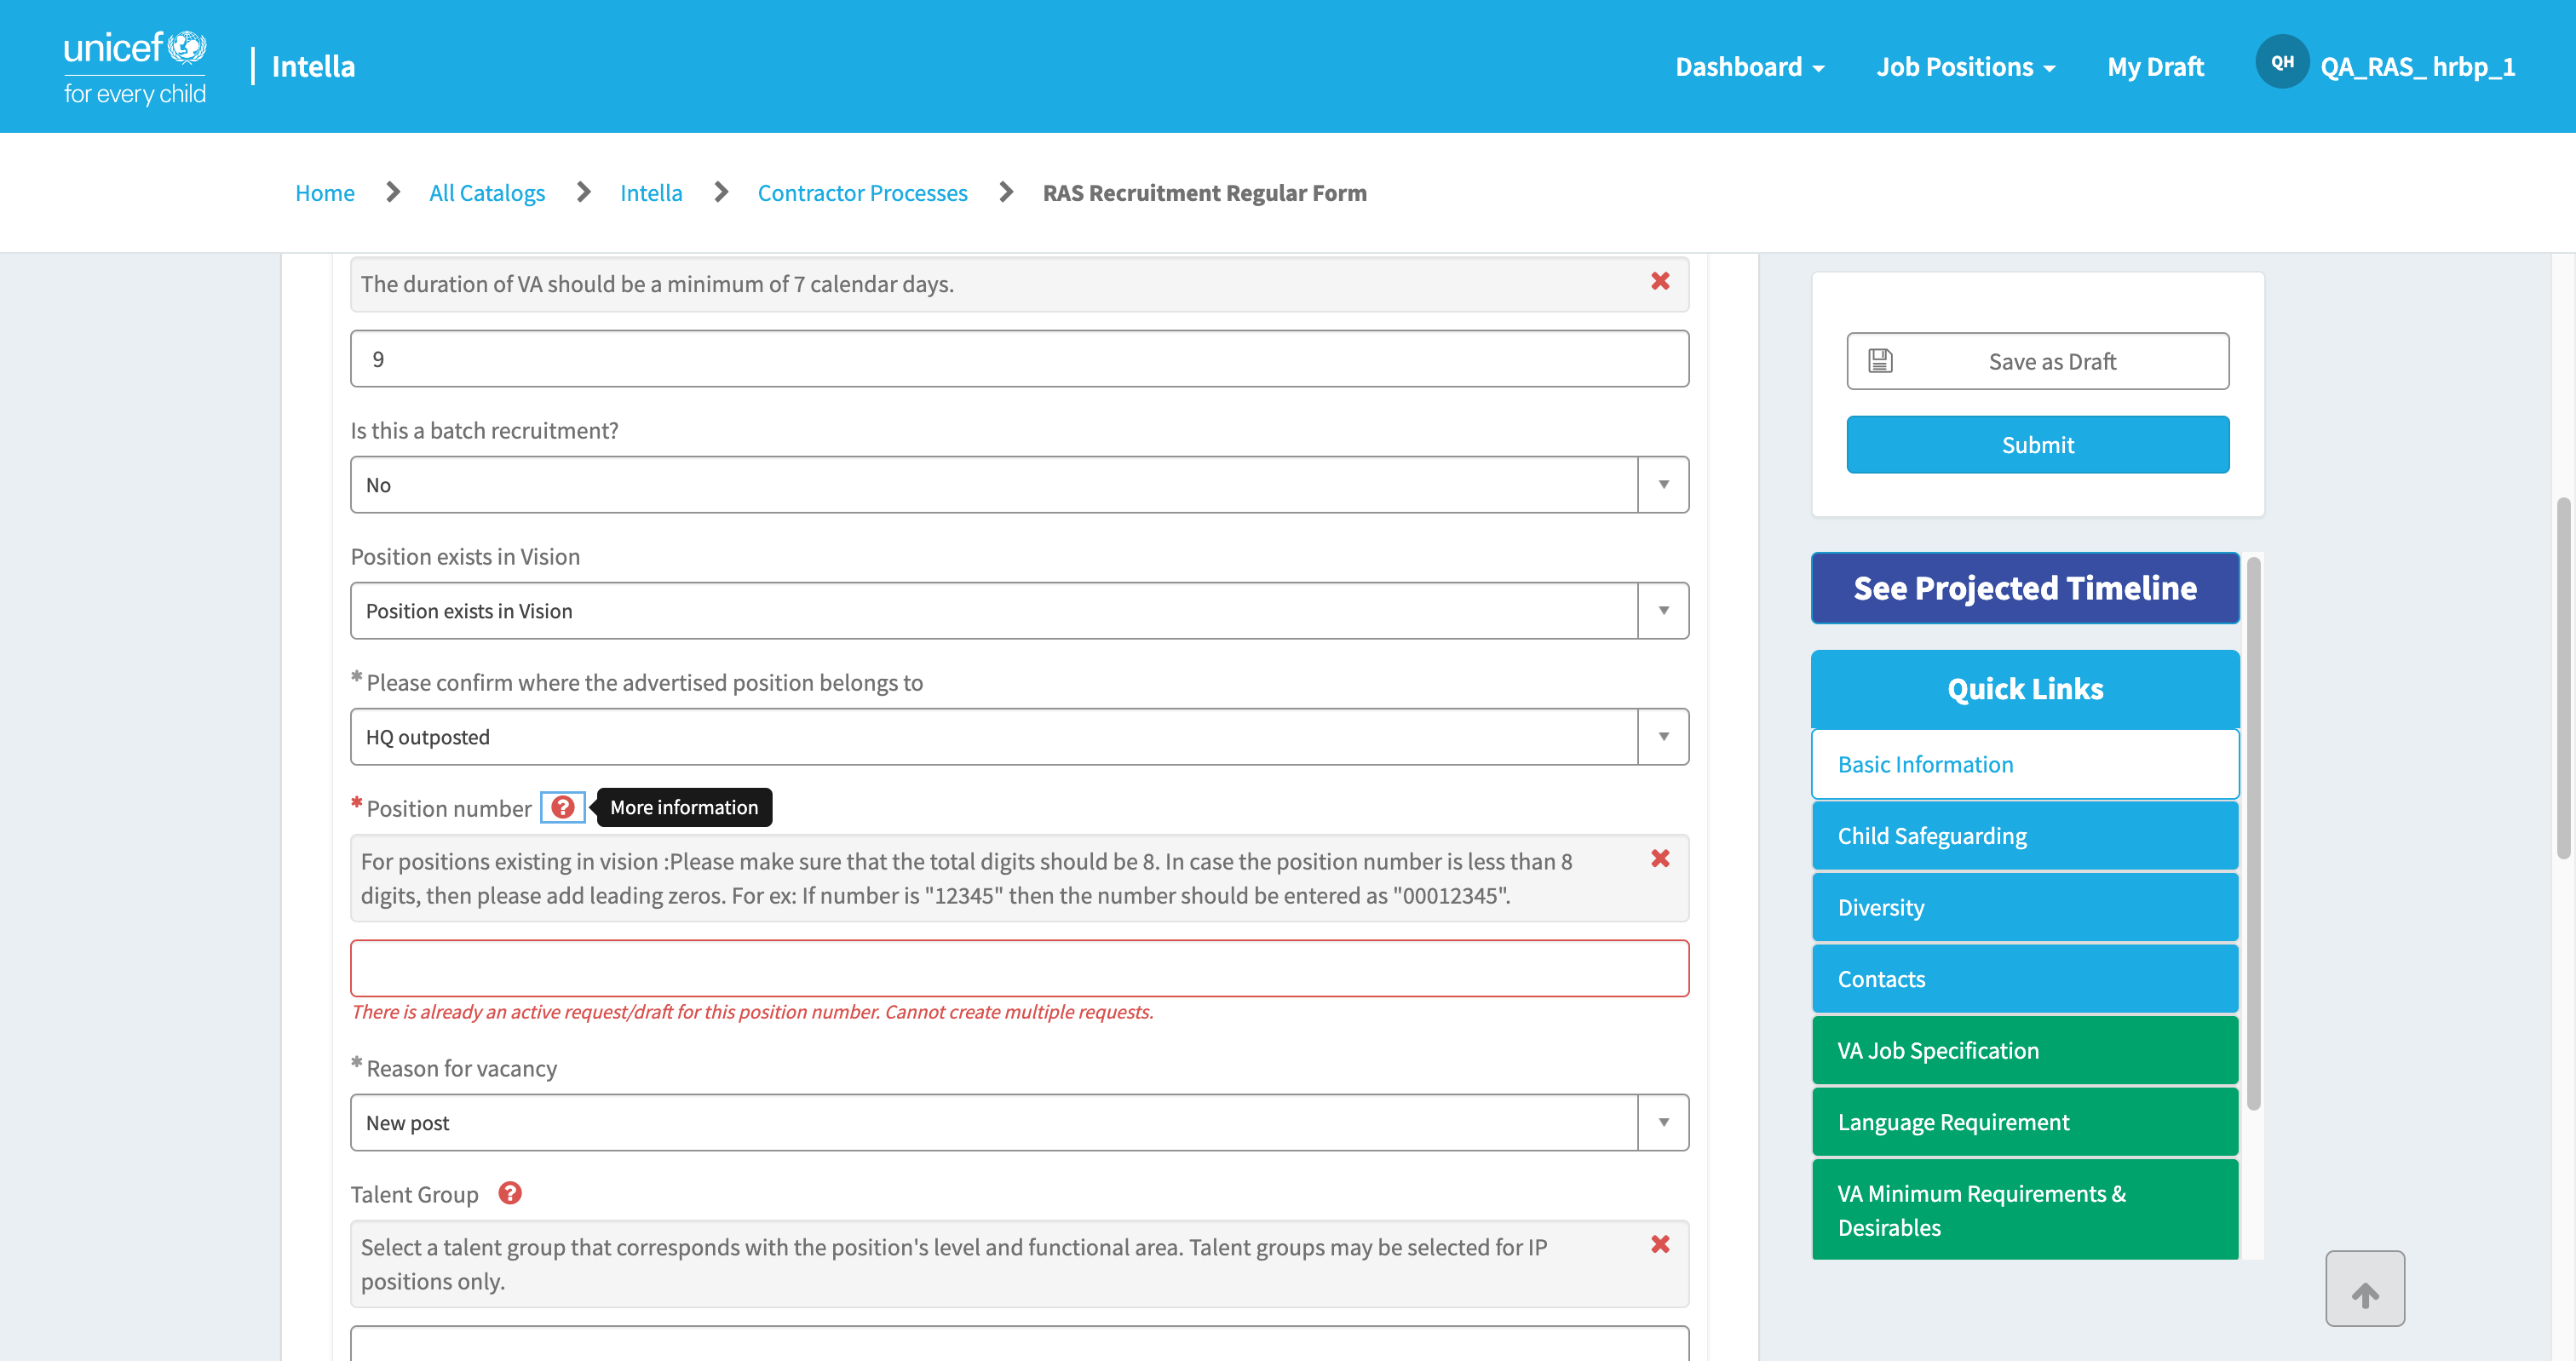 unicef
for every child
Intella
Dashboard
Job Positions
My Draft
QH
QA_RAS_ hrbp_1
Home
All Catalogs
Intella
Contractor Processes
RAS Recruitment Regular Form
The duration of VA should be a minimum of 7 calendar days.
9
Is this a batch recruitment?
No
Position exists in Vision
Position exists in Vision
* Please confirm where the advertised position belongs to
HQ outposted
* Position number
?
More information
For positions existing in vision :Please make sure that the total digits should be 8. In case the position number is less than 8
digits, then please add leading zeros. For ex: If number is "12345" then the number should be entered as "00012345".
There is already an active request/draft for this position number. Cannot create multiple requests.
* Reason for vacancy
New post
Talent Group
?
Select a talent group that corresponds with the position's level and functional area. Talent groups may be selected for IP
positions only.
Save as Draft
Submit
See Projected Timeline
Quick Links
Basic Information
Child Safeguarding
Diversity
Contacts
VA Job Specification
Language Requirement
VA Minimum Requirements &
Desirables